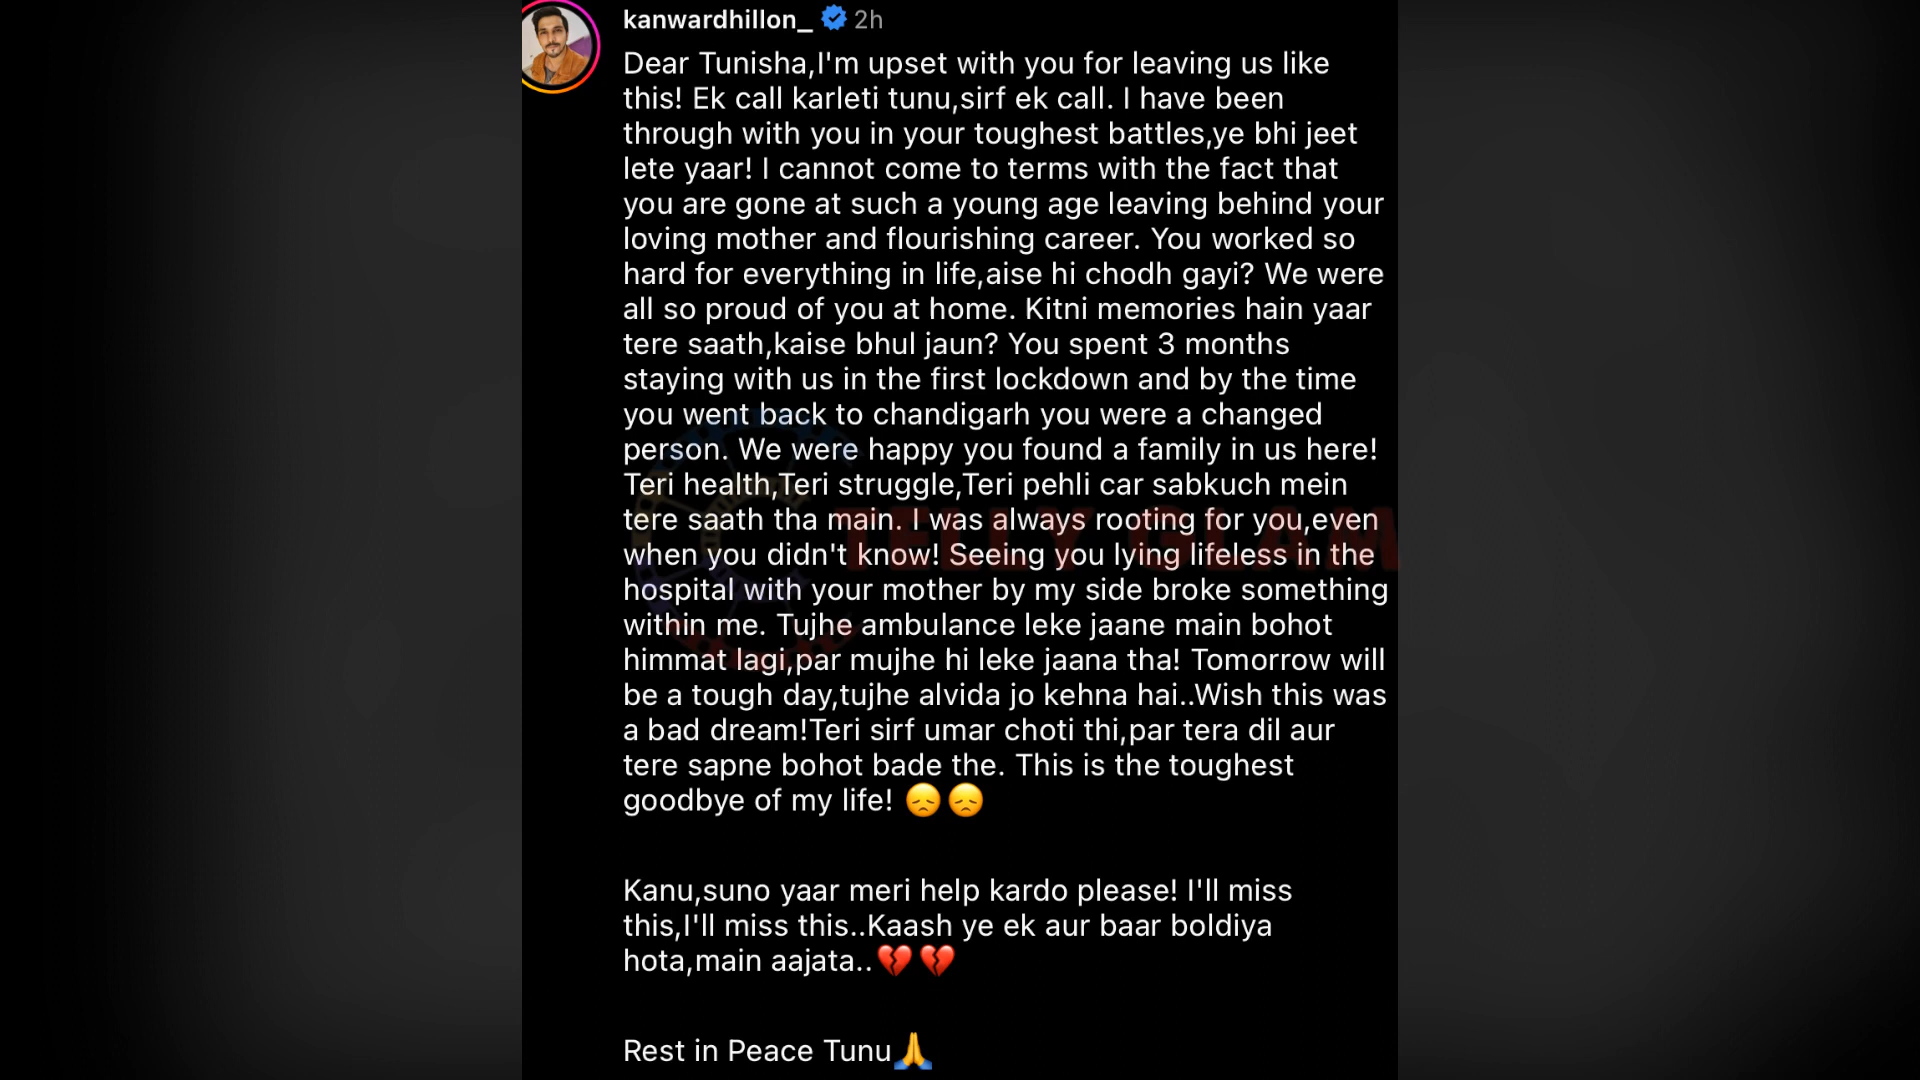 kanwardhillon_ 2h
Dear Tunisha,I'm upset with you for leaving us like
this! Ek call karleti tunu,sirf ek call. I have been
through with you in your toughest battles,ye bhi jeet
lete yaar! I cannot come to terms with the fact that
you are gone at such a young age leaving behind your
loving mother and flourishing career. You worked so
hard for everything in life,aise hi chodh gayi? We were
all so proud of you at home. Kitni memories hain yaar
tere saath,kaise bhul jaun? You spent 3 months
staying with us in the first lockdown and by the time
you went back to chandigarh you were a changed
person. We were happy you found a family in us here!
Teri health,Teri struggle,Teri pehli car sabkuch mein
tere saath tha main. I was always rooting for you,even
when you didn't know! Seeing you lying lifeless in the
hospital with your mother by my side broke something
within me. Tujhe ambulance leke jaane main bohot
himmat lagi,par mujhe hi leke jaana tha! Tomorrow will
be a tough day,tujhe alvida jo kehna hai..Wish this was
a bad dream!Teri sirf umar choti thi,par tera dil aur
tere sapne bohot bade the. This is the toughest
goodbye of my life! 😞😞
Kanu,suno yaar meri help kardo please! I'll miss
this,I'll miss this..Kaash ye ek aur baar boldiya
hota,main aajata..💔💔
Rest in Peace Tunu🙏
TELLY GLAM